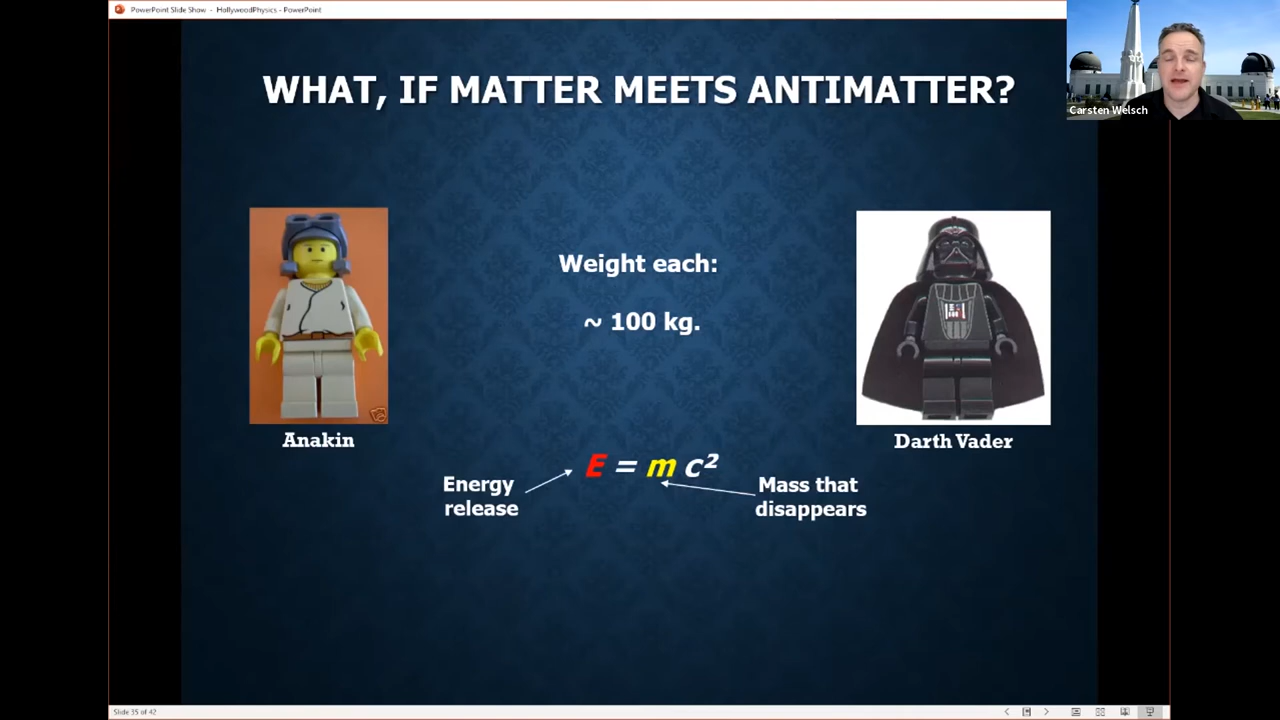 PowerPoint Slide Show - HollywoodPhysics - PowerPoint
Carsten Welsch
WHAT, IF MATTER MEETS ANTIMATTER?
Weight each:
~ 100 kg.
Anakin
Darth Vader
E = m c²
Energy
release
Mass that
disappears
Slide 35 of 42